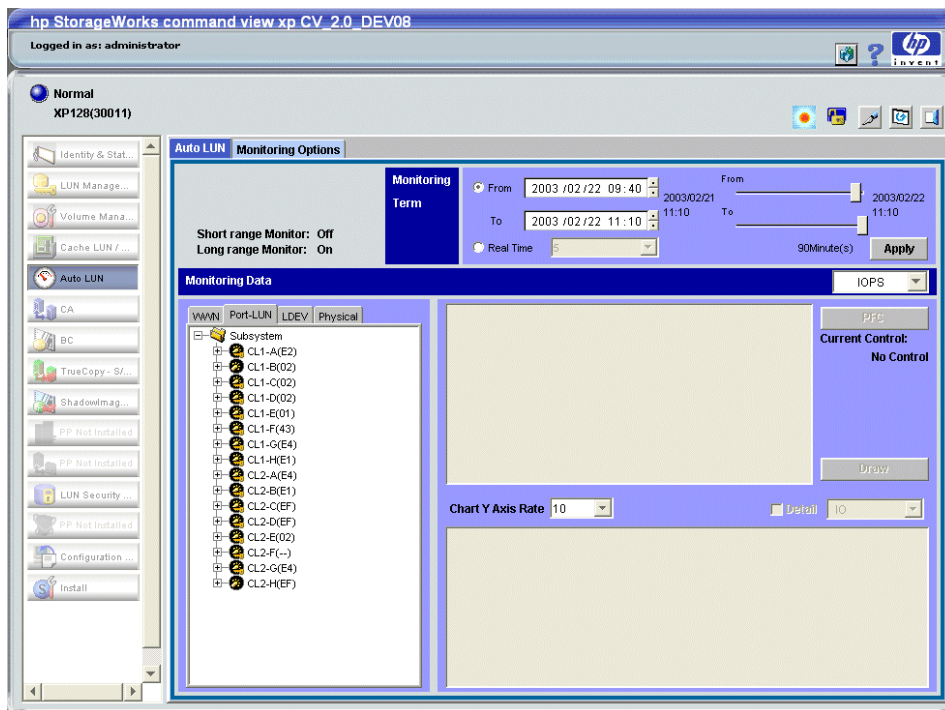 hp StorageWorks command view xp CV_2.0_DEV08
Logged in as: administrator
?
hp
invent
Normal
XP128(30011)
Identity & Stat...
LUN Manage...
Volume Mana...
Cache LUN / ...
Auto LUN
CA
BC
TrueCopy - S/...
ShadowImag...
PP Not Installed
PP Not Installed
LUN Security ...
PP Not Installed
Configuration ...
Install
Auto LUN
Monitoring Options
Short range Monitor: Off
Long range Monitor: On
Monitoring
Term
From 2003 /02/22 09:40
To 2003 /02/22 11:10
Real Time 5
2003/02/21
11:10
From
To
2003/02/22
11:10
90Minute(s)
Apply
Monitoring Data
IOPS
WWN
Port-LUN
LDEV
Physical
Subsystem
CL1-A(E2)
CL1-B(02)
CL1-C(02)
CL1-D(02)
CL1-E(01)
CL1-F(43)
CL1-G(E4)
CL1-H(E1)
CL2-A(E4)
CL2-B(E1)
CL2-C(EF)
CL2-D(EF)
CL2-E(02)
CL2-F(--)
CL2-G(E4)
CL2-H(EF)
PFC
Current Control:
No Control
Draw
Chart Y Axis Rate 10
Detail IO